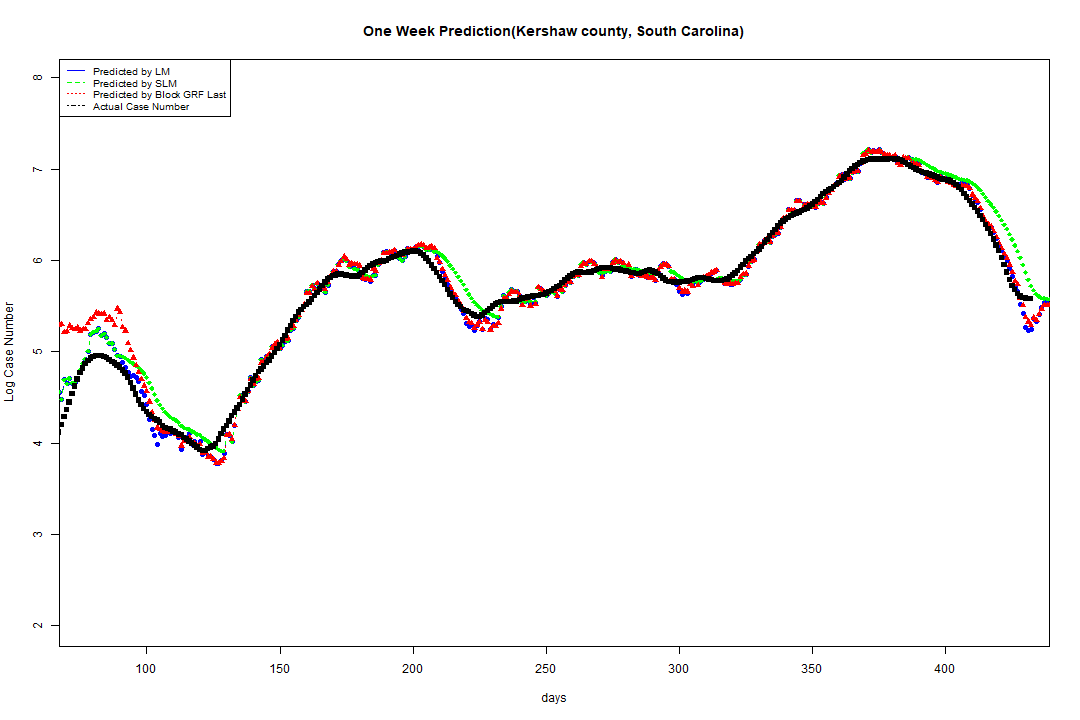 One Week Prediction(Kershaw county, South Carolina)
Predicted by LM
Predicted by SLM
Predicted by Block GRF Last
Actual Case Number
8
7
6
5
4
3
2
Log Case Number
100 150 200 250 300 350 400
days